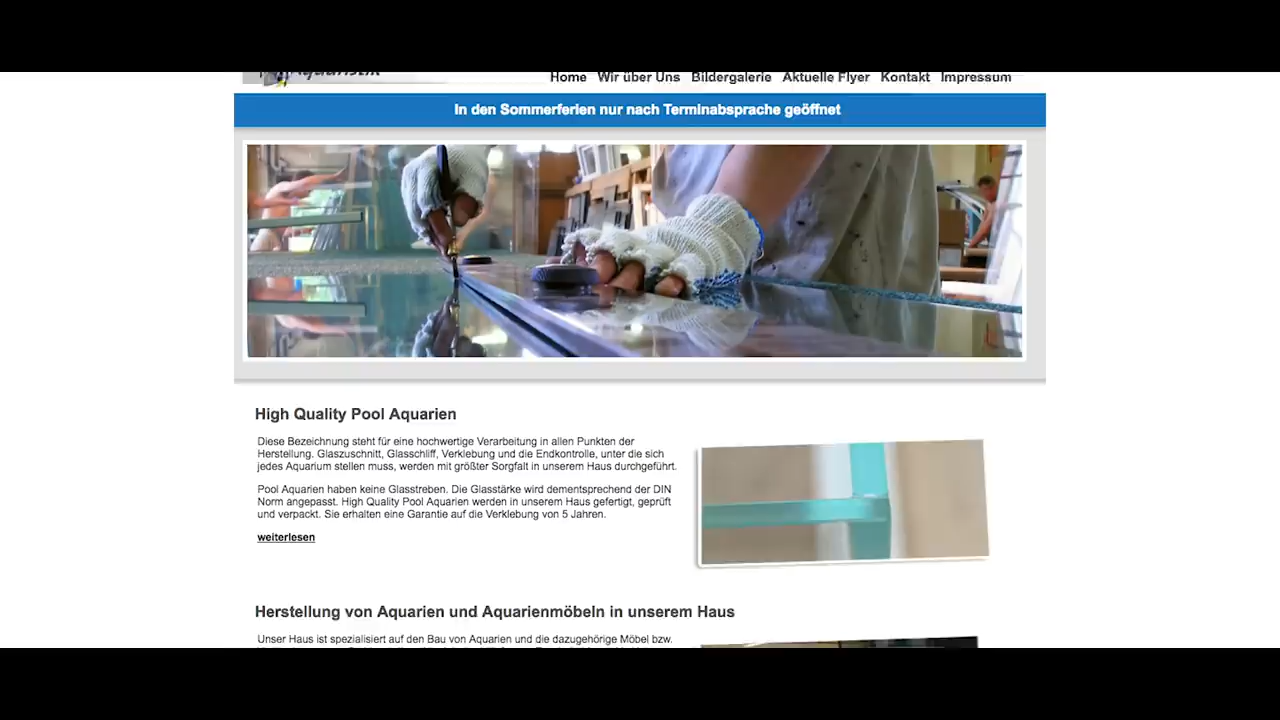 Aquaristik
Home Wir über Uns Bildergalerie Aktuelle Flyer Kontakt Impressum
In den Sommerferien nur nach Terminabsprache geöffnet
High Quality Pool Aquarien
Diese Bezeichnung steht für eine hochwertige Verarbeitung in allen Punkten der
Herstellung. Glaszuschnitt, Glasschliff, Verklebung und die Endkontrolle, unter die sich
jedes Aquarium stellen muss, werden mit größter Sorgfalt in unserem Haus durchgeführt.
Pool Aquarien haben keine Glasstreben. Die Glasstärke wird dementsprechend der DIN
Norm angepasst. High Quality Pool Aquarien werden in unserem Haus gefertigt, geprüft
und verpackt. Sie erhalten eine Garantie auf die Verklebung von 5 Jahren.
weiterlesen
Herstellung von Aquarien und Aquarienmöbeln in unserem Haus
Unser Haus ist spezialisiert auf den Bau von Aquarien und die dazugehörige Möbel bzw.